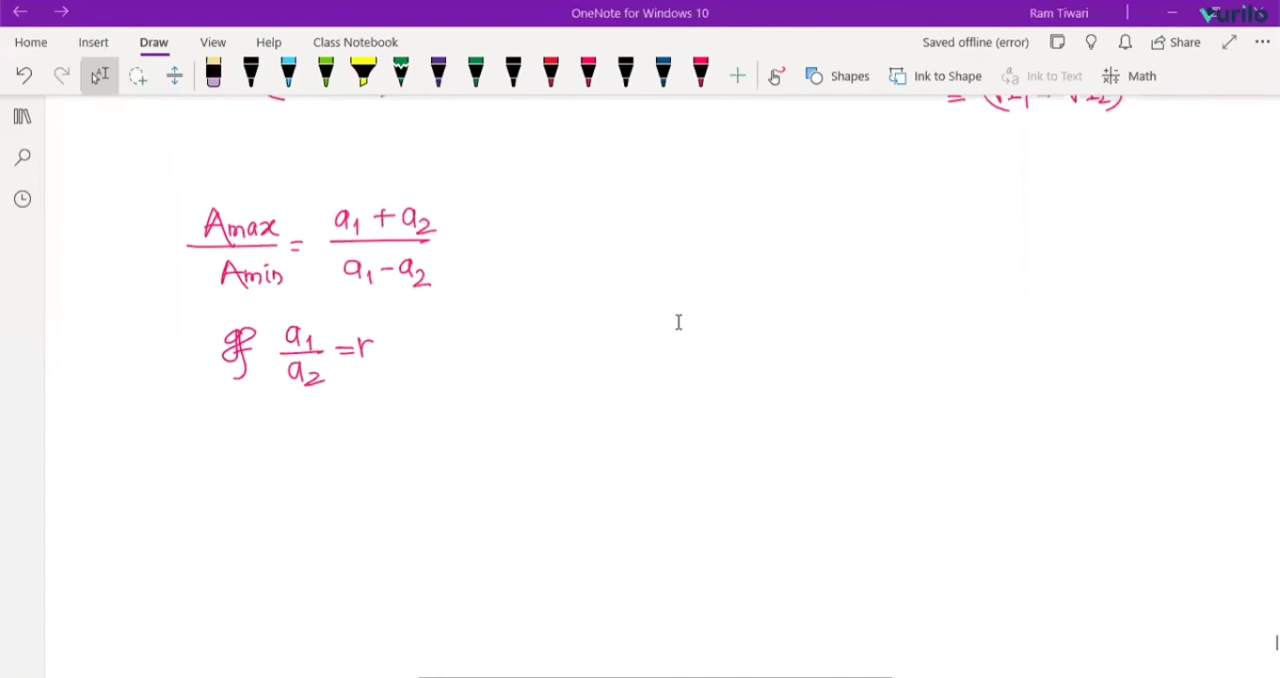 OneNote for Windows 10
Ram Tiwari
vurilo
Home Insert Draw View Help Class Notebook
Saved offline (error) Share
Shapes Ink to Shape Ink to Text Math
Amax / Amin = a1 + a2 / a1 - a2
If a1 / a2 = r